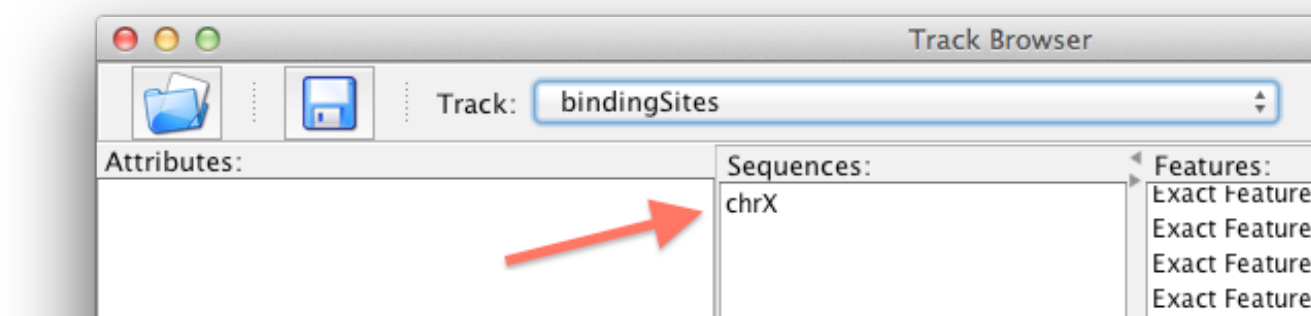 Track Browser
Track: bindingSites
Attributes:
Sequences:
chrX
Features:
Exact Feature
Exact Feature
Exact Feature
Exact Feature